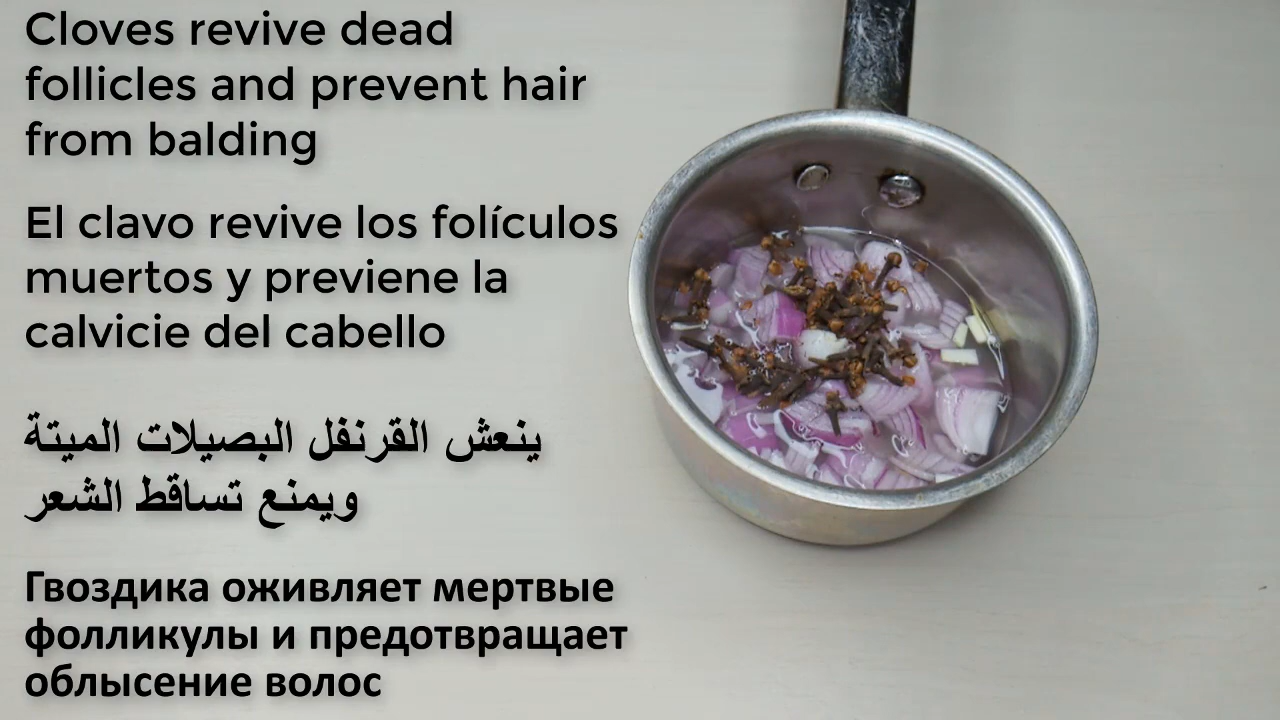 Cloves revive dead
follicles and prevent hair
from balding
El clavo revive los folículos
muertos y previene la
calvicie del cabello
ينعش القرنفل البصيلات الميتة
ويمنع تساقط الشعر
Гвоздика оживляет мертвые
фолликулы и предотвращает
облысение волос